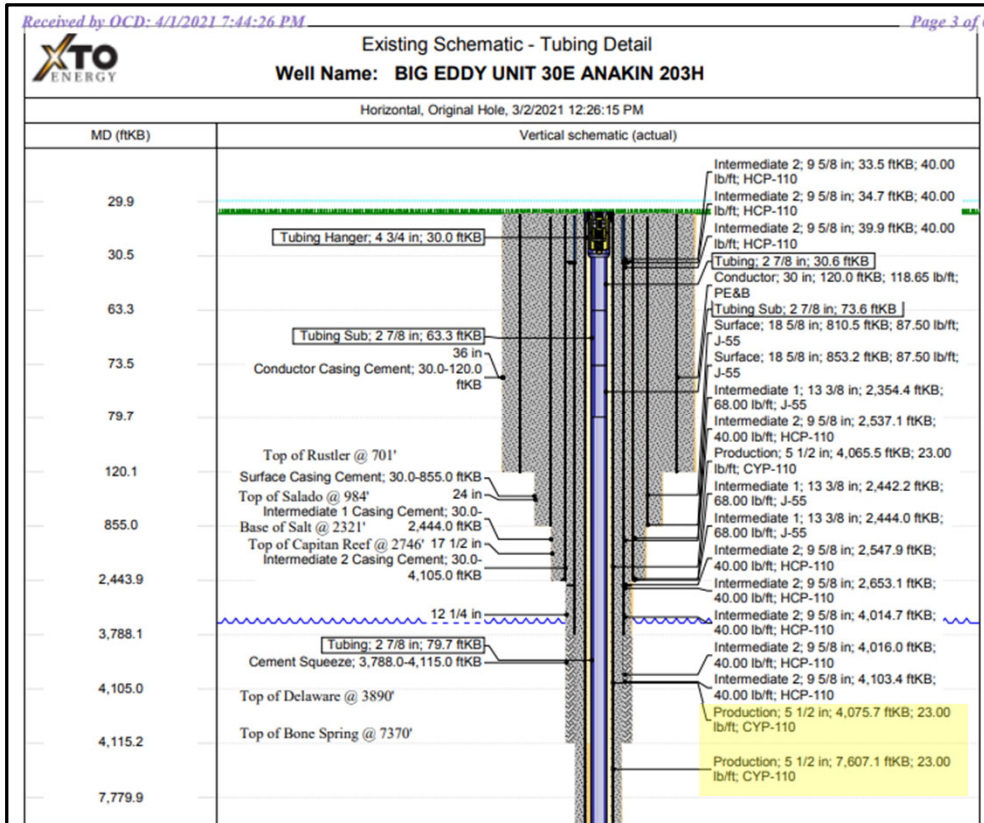 Received by OCD: 4/1/2021 7:44:26 PM
Page 3 of
XTO
ENERGY
Existing Schematic - Tubing Detail
Well Name: BIG EDDY UNIT 30E ANAKIN 203H
Horizontal, Original Hole, 3/2/2021 12:26:15 PM
MD (ftKB)
Vertical schematic (actual)
29.9
30.5
63.3
73.5
79.7
120.1
855.0
2,443.9
3,788.1
4,105.0
4,115.2
7,779.9
Tubing Hanger; 4 3/4 in; 30.0 ftKB
Tubing Sub; 2 7/8 in; 63.3 ftKB
36 in
Conductor Casing Cement; 30.0-120.0
ftKB
Top of Rustler @ 701'
Surface Casing Cement; 30.0-855.0 ftKB
Top of Salado @ 984'
24 in
Intermediate 1 Casing Cement; 30.0-
2,444.0 ftKB
Base of Salt @ 2321'
Top of Capitan Reef @ 2746'
17 1/2 in
Intermediate 2 Casing Cement; 30.0-
4,105.0 ftKB
12 1/4 in
Tubing; 2 7/8 in; 79.7 ftKB
Cement Squeeze; 3,788.0-4,115.0 ftKB
Top of Delaware @ 3890'
Top of Bone Spring @ 7370'
Intermediate 2; 9 5/8 in; 33.5 ftKB; 40.00
lb/ft; HCP-110
Intermediate 2; 9 5/8 in; 34.7 ftKB; 40.00
lb/ft; HCP-110
Intermediate 2; 9 5/8 in; 39.9 ftKB; 40.00
lb/ft; HCP-110
Tubing; 2 7/8 in; 30.6 ftKB
Conductor; 30 in; 120.0 ftKB; 118.65 lb/ft;
PE&B
Tubing Sub; 2 7/8 in; 73.6 ftKB
Surface; 18 5/8 in; 810.5 ftKB; 87.50 lb/ft;
J-55
Surface; 18 5/8 in; 853.2 ftKB; 87.50 lb/ft;
J-55
Intermediate 1; 13 3/8 in; 2,354.4 ftKB;
68.00 lb/ft; J-55
Intermediate 2; 9 5/8 in; 2,537.1 ftKB;
40.00 lb/ft; HCP-110
Production; 5 1/2 in; 4,065.5 ftKB; 23.00
lb/ft; CYP-110
Intermediate 1; 13 3/8 in; 2,442.2 ftKB;
68.00 lb/ft; J-55
Intermediate 1; 13 3/8 in; 2,444.0 ftKB;
68.00 lb/ft; J-55
Intermediate 2; 9 5/8 in; 2,547.9 ftKB;
40.00 lb/ft; HCP-110
Intermediate 2; 9 5/8 in; 2,653.1 ftKB;
40.00 lb/ft; HCP-110
Intermediate 2; 9 5/8 in; 4,014.7 ftKB;
40.00 lb/ft; HCP-110
Intermediate 2; 9 5/8 in; 4,016.0 ftKB;
40.00 lb/ft; HCP-110
Intermediate 2; 9 5/8 in; 4,103.4 ftKB;
40.00 lb/ft; HCP-110
Production; 5 1/2 in; 4,075.7 ftKB; 23.00
lb/ft; CYP-110
Production; 5 1/2 in; 7,607.1 ftKB; 23.00
lb/ft; CYP-110